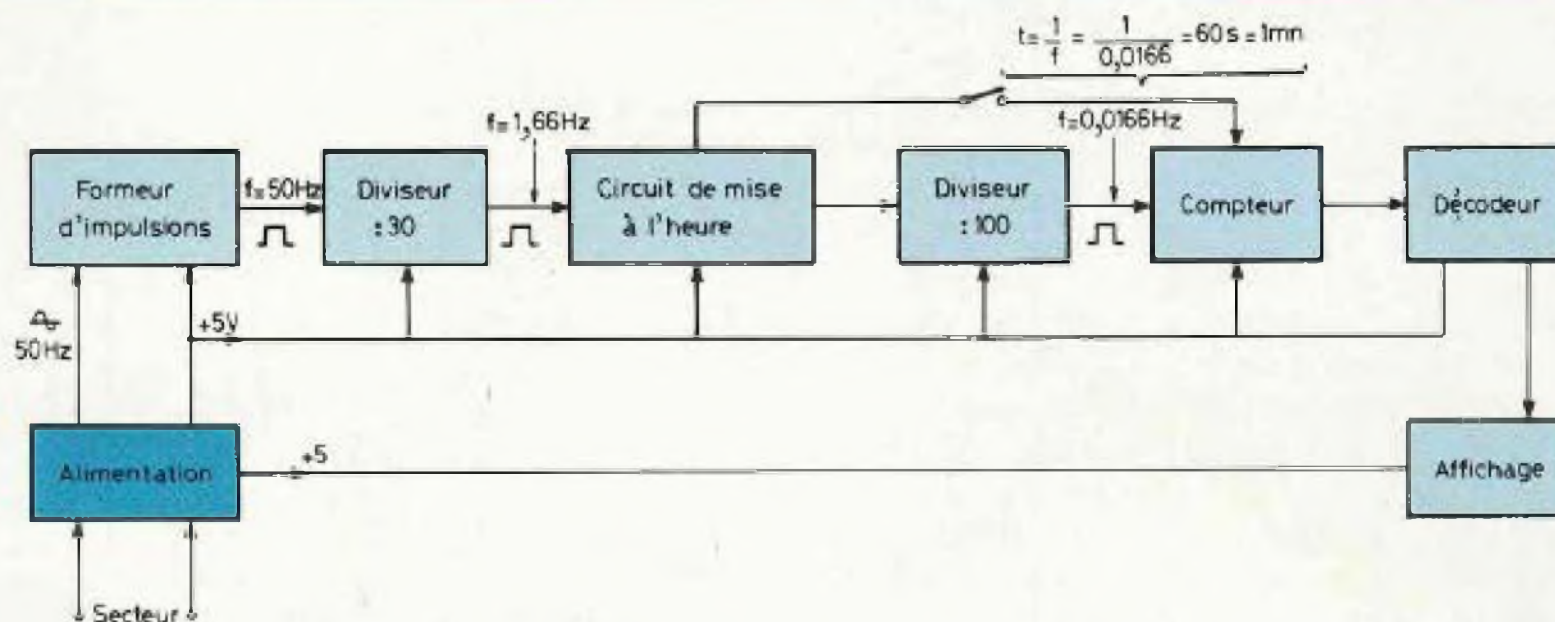 t = 1/f = 1/0,0166 = 60 s = 1mn
f = 1,66Hz
f = 0,0166Hz
Formeur
d'impulsions
f = 50Hz
Diviseur
: 30
Circuit de mise
à l'heure
Diviseur
: 100
Compteur
Décodeur
50Hz
+5V
Alimentation
+5
Affichage
Secteur